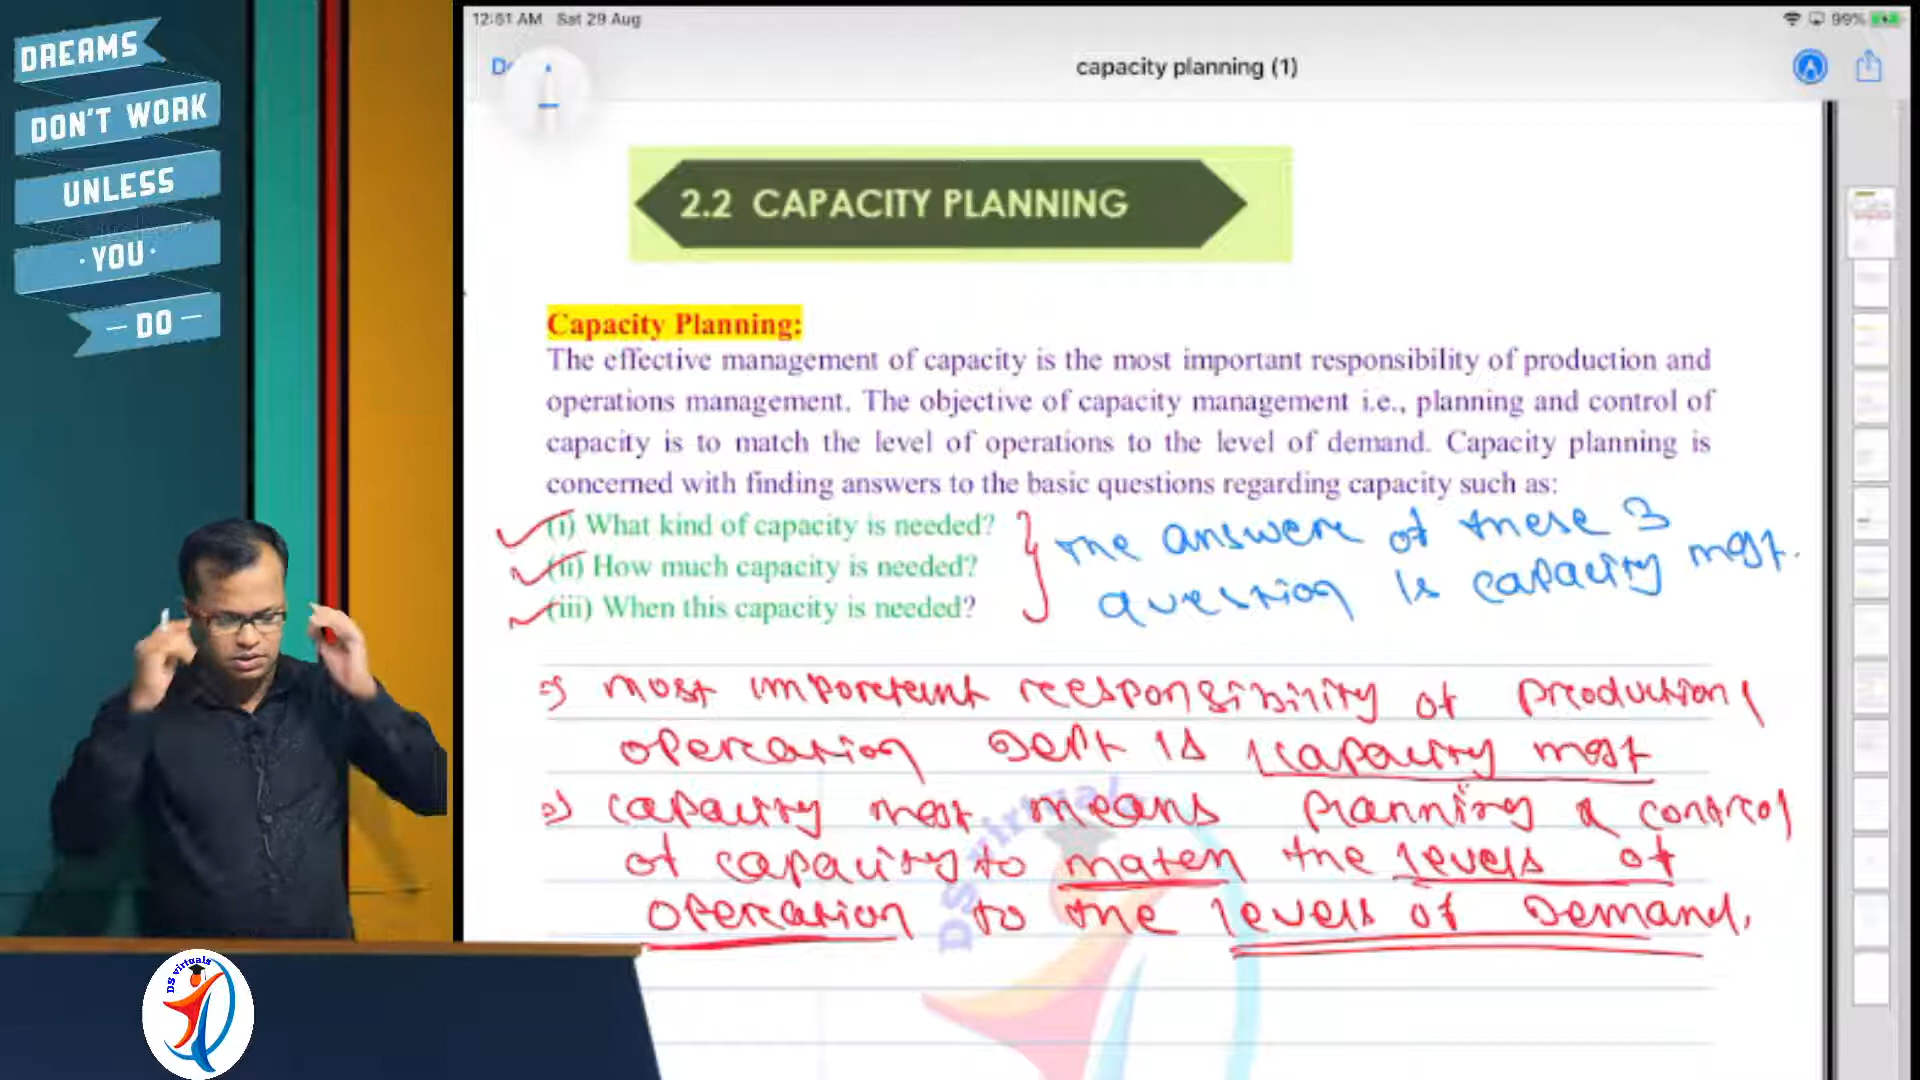 DREAMS
DON'T WORK
UNLESS
· YOU ·
– DO –
12:51 AM Sat 29 Aug
99%
capacity planning (1)
2.2 CAPACITY PLANNING
Capacity Planning:
The effective management of capacity is the most important responsibility of production and
operations management. The objective of capacity management i.e., planning and control of
capacity is to match the level of operations to the level of demand. Capacity planning is
concerned with finding answers to the basic questions regarding capacity such as:
(i) What kind of capacity is needed?
(ii) How much capacity is needed?
(iii) When this capacity is needed?
the answer of these 3
question is capacity mgt.
⇒ most important responsibility of production/
operation Dept is capacity mgt
⇒ capacity mgt means planning & control
of capacity to match the levels of
operation to the levels of Demand.
DS virtuals
DS virtuals